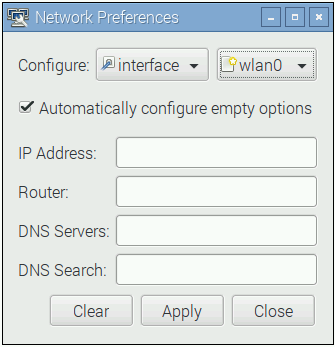 Network Preferences
Configure: interface wlan0
Automatically configure empty options
IP Address:
Router:
DNS Servers:
DNS Search:
Clear Apply Close